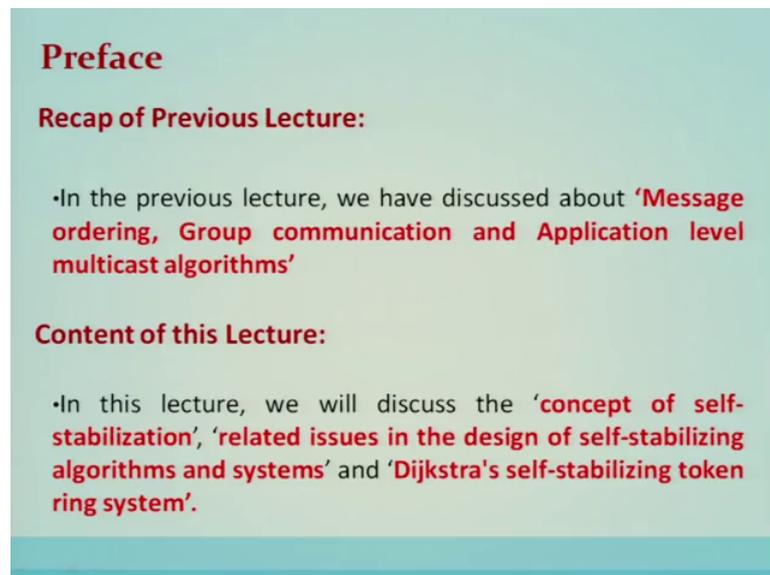 Preface
Recap of Previous Lecture:
•In the previous lecture, we have discussed about ‘Message
ordering, Group communication and Application level
multicast algorithms’
Content of this Lecture:
•In this lecture, we will discuss the ‘concept of self-
stabilization’, ‘related issues in the design of self-stabilizing
algorithms and systems’ and ‘Dijkstra's self-stabilizing token
ring system’.